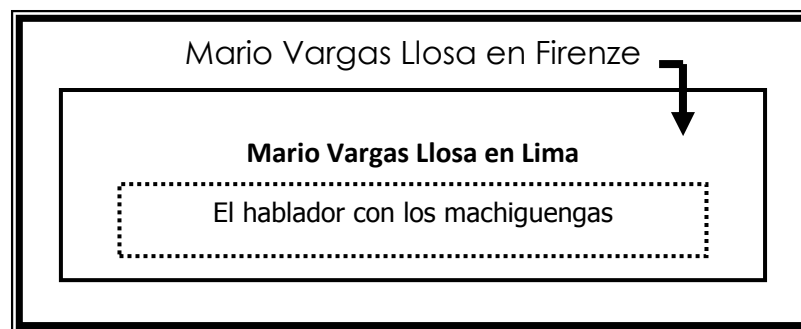 Mario Vargas Llosa en Firenze
Mario Vargas Llosa en Lima
El hablador con los machiguengas